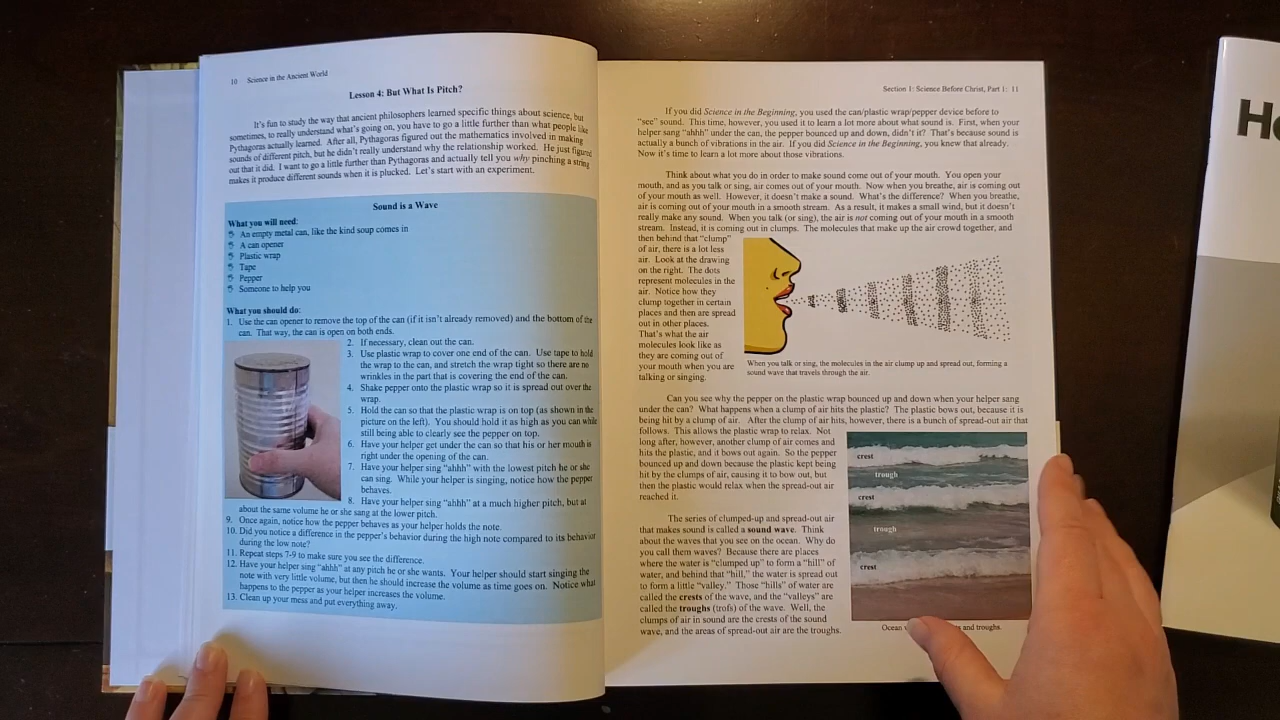 10 Science in the Ancient World
Lesson 4: But What Is Pitch?
It's fun to study the way that ancient philosophers learned specific things about science, but
sometimes, to really understand what's going on, you have to go a little further than what people like
Pythagoras actually learned. After all, Pythagoras figured out the mathematics involved in making
sounds of different pitch, but he didn't really understand why the relationship worked. He just figured
out that it did. I want to go a little further than Pythagoras and actually tell you why pinching a string
makes it produce different sounds when it is plucked. Let's start with an experiment.
Sound is a Wave
What you will need:
An empty metal can, like the kind soup comes in
A can opener
Plastic wrap
Tape
Pepper
Someone to help you
What you should do:
1. Use the can opener to remove the top of the can (if it isn't already removed) and the bottom of the
can. That way, the can is open on both ends.
2. If necessary, clean out the can.
3. Use plastic wrap to cover one end of the can. Use tape to hold
the wrap to the can, and stretch the wrap tight so there are no
wrinkles in the part that is covering the end of the can.
4. Shake pepper onto the plastic wrap so it is spread out over the
wrap.
5. Hold the can so that the plastic wrap is on top (as shown in the
picture on the left). You should hold it as high as you can while
still being able to clearly see the pepper on top.
6. Have your helper get under the can so that his or her mouth is
right under the opening of the can.
7. Have your helper sing "ahhh" with the lowest pitch he or she
can sing. While your helper is singing, notice how the pepper
behaves.
8. Have your helper sing "ahhh" at a much higher pitch, but at
about the same volume he or she sang at the lower pitch.
9. Once again, notice how the pepper behaves as your helper holds the note.
10. Did you notice a difference in the pepper's behavior during the high note compared to its behavior
during the low note?
11. Repeat steps 7-9 to make sure you see the difference.
12. Have your helper sing "ahhh" at any pitch he or she wants. Your helper should start singing the
note with very little volume, but then he should increase the volume as time goes on. Notice what
happens to the pepper as your helper increases the volume.
13. Clean up your mess and put everything away.
Section 1: Science Before Christ, Part 1: 11
If you did Science in the Beginning, you used the can/plastic wrap/pepper device before to
"see" sound. This time, however, you used it to learn a lot more about what sound is. First, when your
helper sang "ahhh" under the can, the pepper bounced up and down, didn't it? That's because sound is
actually a bunch of vibrations in the air. If you did Science in the Beginning, you knew that already.
Now it's time to learn a lot more about those vibrations.
Think about what you do in order to make sound come out of your mouth. You open your
mouth, and as you talk or sing, air comes out of your mouth. Now when you breathe, air is coming out
of your mouth as well. However, it doesn't make a sound. What's the difference? When you breathe,
air is coming out of your mouth in a smooth stream. As a result, it makes a small wind, but it doesn't
really make any sound. When you talk (or sing), the air is not coming out of your mouth in a smooth
stream. Instead, it is coming out in clumps. The molecules that make up the air crowd together, and
then behind that "clump"
of air, there is a lot less
air. Look at the drawing
on the right. The dots
represent molecules in the
air. Notice how they
clump together in certain
places and then are spread
out in other places.
That's what the air
molecules look like as
they are coming out of
your mouth when you are
talking or singing.
When you talk or sing, the molecules in the air clump up and spread out, forming a
sound wave that travels through the air.
Can you see why the pepper on the plastic wrap bounced up and down when your helper sang
under the can? What happens when a clump of air hits the plastic? The plastic bows out, because it is
being hit by a clump of air. After the clump of air hits, however, there is a bunch of spread-out air that
follows. This allows the plastic wrap to relax. Not
long after, however, another clump of air comes and
hits the plastic, and it bows out again. So the pepper
bounced up and down because the plastic kept being
hit by the clumps of air, causing it to bow out, but
then the plastic would relax when the spread-out air
reached it.
The series of clumped-up and spread-out air
that makes sound is called a sound wave. Think
about the waves that you see on the ocean. Why do
you call them waves? Because there are places
where the water is "clumped up" to form a "hill" of
water, and behind that "hill," the water is spread out
to form a little "valley." Those "hills" of water are
called the crests of the wave, and the "valleys" are
called the troughs (trofs) of the wave. Well, the
clumps of air in sound are the crests of the sound
wave, and the areas of spread-out air are the troughs.
crest
trough
crest
trough
crest
Ocean and troughs.
H